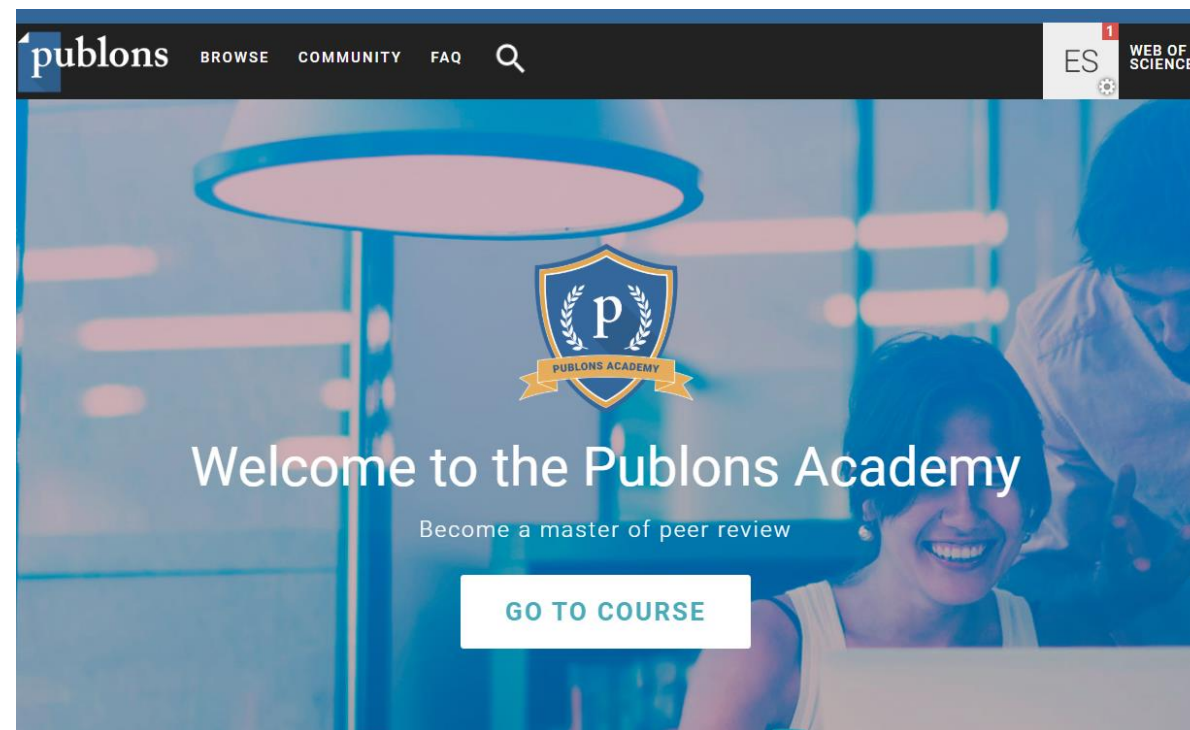 publons BROWSE COMMUNITY FAQ ES 1 WEB OF
SCIENCE
p
PUBLONS ACADEMY
Welcome to the Publons Academy
Become a master of peer review
GO TO COURSE